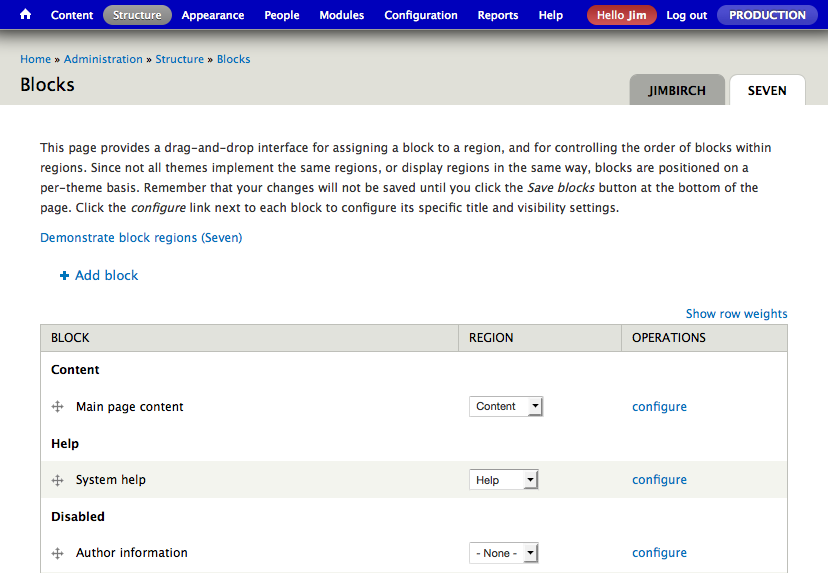 Content Structure Appearance People Modules Configuration Reports Help Hello Jim Log out PRODUCTION
Home » Administration » Structure » Blocks
Blocks
JIMBIRCH SEVEN
This page provides a drag-and-drop interface for assigning a block to a region, and for controlling the order of blocks within
regions. Since not all themes implement the same regions, or display regions in the same way, blocks are positioned on a
per-theme basis. Remember that your changes will not be saved until you click the Save blocks button at the bottom of the
page. Click the configure link next to each block to configure its specific title and visibility settings.
Demonstrate block regions (Seven)
+ Add block
Show row weights
BLOCK REGION OPERATIONS
Content
Main page content Content configure
Help
System help Help configure
Disabled
Author information - None - configure